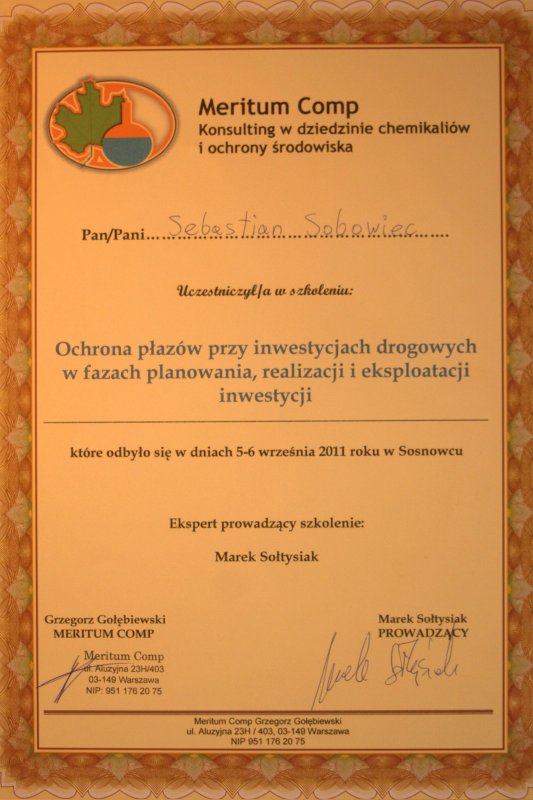 Meritum Comp
Konsulting w dziedzinie chemikaliów
i ochrony środowiska
Pan/Pani....Sebastian Sobowiec....
Uczestniczył/a w szkoleniu:
Ochrona płazów przy inwestycjach drogowych
w fazach planowania, realizacji i eksploatacji
inwestycji
które odbyło się w dniach 5-6 września 2011 roku w Sosnowcu
Ekspert prowadzący szkolenie:
Marek Sołtysiak
Grzegorz Gołębiewski
MERITUM COMP
Meritum Comp
ul. Aluzyjna 23H/403
03-149 Warszawa
NIP: 951 176 20 75
Marek Sołtysiak
PROWADZĄCY
Marek Sołtysiak
Meritum Comp Grzegorz Gołębiewski
ul. Aluzyjna 23H / 403, 03-149 Warszawa
NIP 951 176 20 75